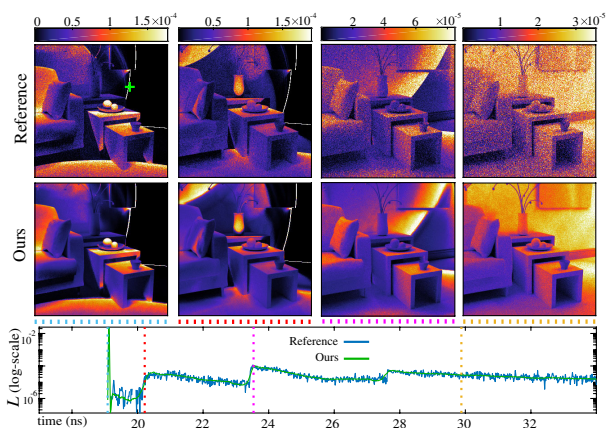 0 0.5 1 1.5×10⁻⁴
0 0.5 1 1.5×10⁻⁴
2 4 6 ×10⁻⁵
1 2 3×10⁻⁵
Reference
Ours
L (log-scale)
10⁻²
10⁻⁶
Reference
Ours
time (ns) 20 22 24 26 28 30 32